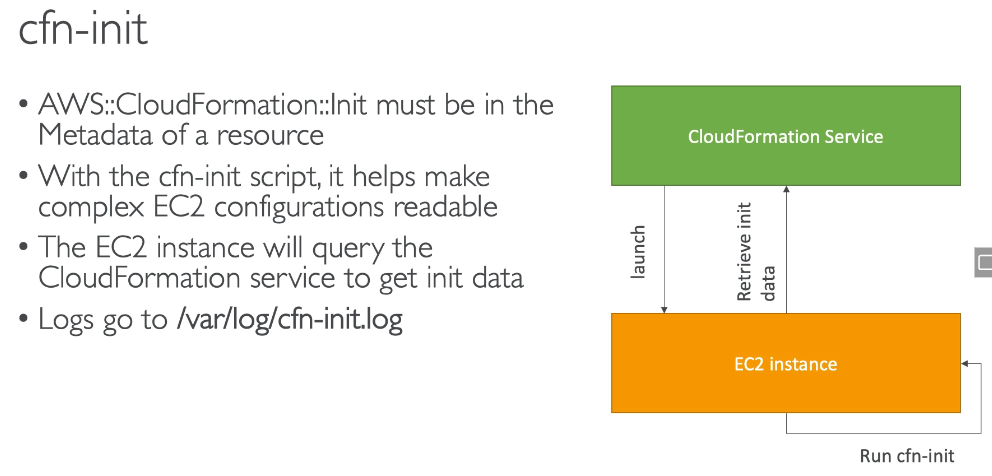 cfn-init
• AWS::CloudFormation::Init must be in the
Metadata of a resource
• With the cfn-init script, it helps make
complex EC2 configurations readable
• The EC2 instance will query the
CloudFormation service to get init data
• Logs go to /var/log/cfn-init.log
CloudFormation Service
launch
Retrieve init
data
EC2 instance
Run cfn-init